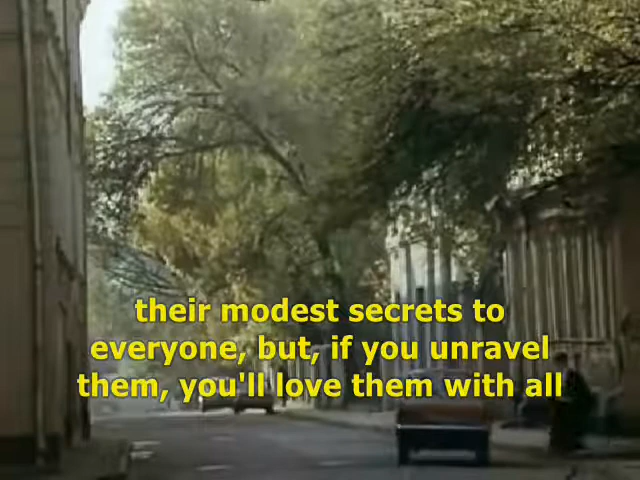 their modest secrets to
everyone, but, if you unravel
them, you'll love them with all